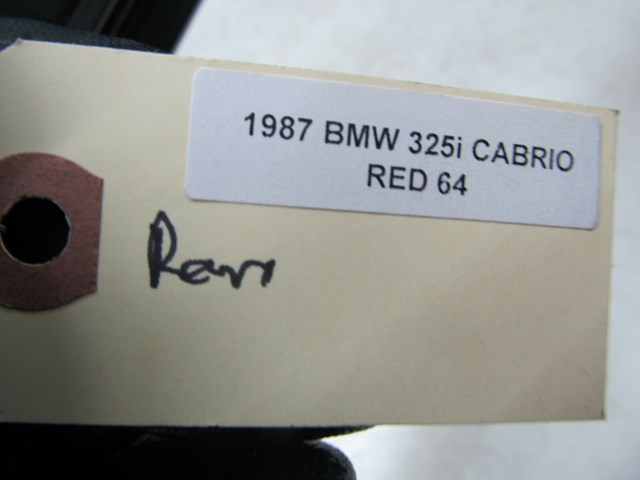 1987 BMW 325i CABRIO
RED 64
Rear